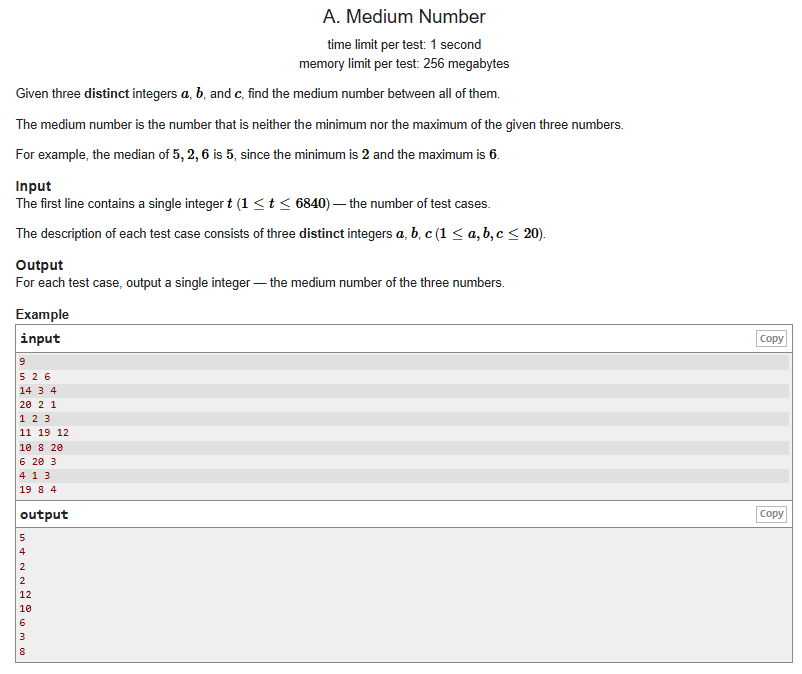 A. Medium Number
time limit per test: 1 second
memory limit per test: 256 megabytes
Given three distinct integers a, b, and c, find the medium number between all of them.
The medium number is the number that is neither the minimum nor the maximum of the given three numbers.
For example, the median of 5, 2, 6 is 5, since the minimum is 2 and the maximum is 6.
Input
The first line contains a single integer t (1 ≤ t ≤ 6840) — the number of test cases.
The description of each test case consists of three distinct integers a, b, c (1 ≤ a, b, c ≤ 20).
Output
For each test case, output a single integer — the medium number of the three numbers.
Example
input Copy
9
5 2 6
14 3 4
20 2 1
1 2 3
11 19 12
10 8 20
6 20 3
4 1 3
19 8 4
output Copy
5
4
2
2
12
10
6
3
8